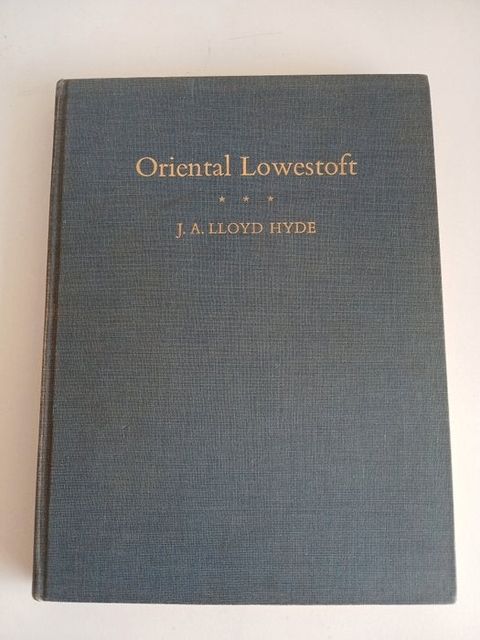 Oriental Lowestoft
* * *
J. A. LLOYD HYDE